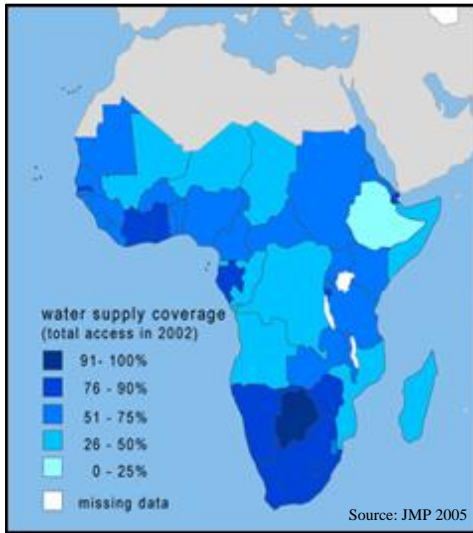 water supply coverage
(total access in 2002)
91- 100%
76 - 90%
51 - 75%
26 - 50%
0 - 25%
missing data
Source: JMP 2005